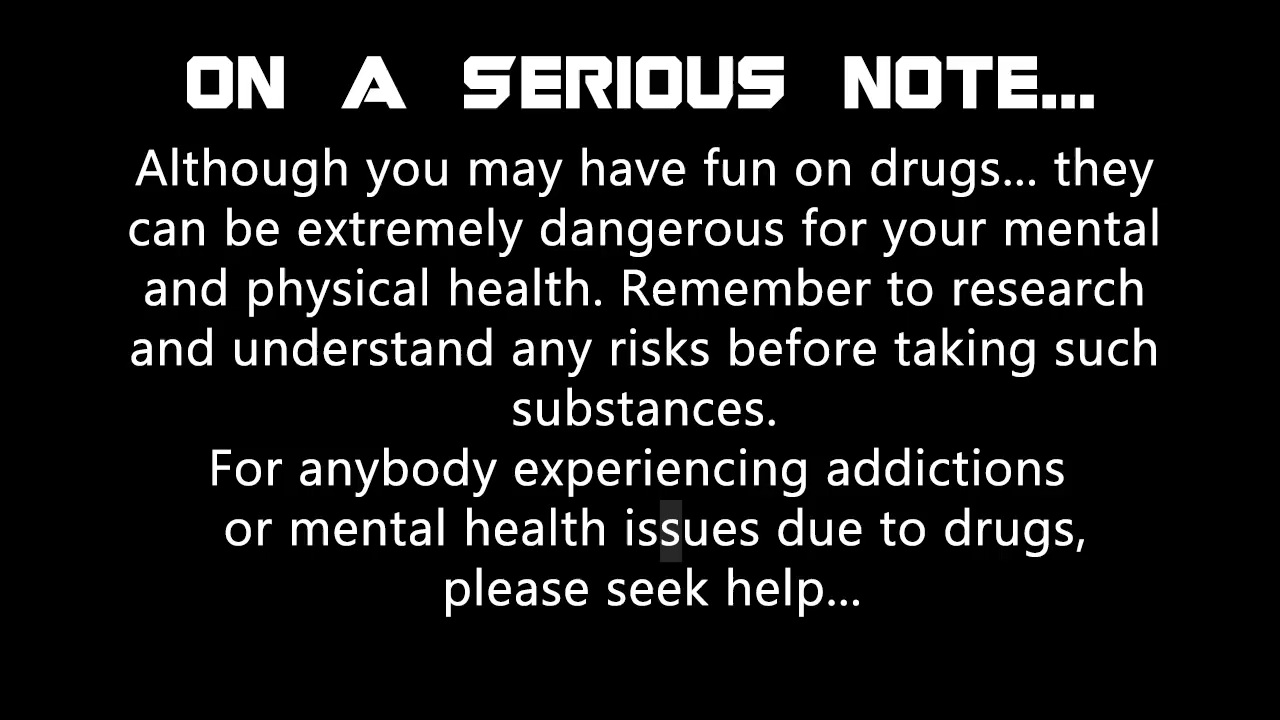 ON A SERIOUS NOTE...
Although you may have fun on drugs... they
can be extremely dangerous for your mental
and physical health. Remember to research
and understand any risks before taking such
substances.
For anybody experiencing addictions
or mental health issues due to drugs,
please seek help...